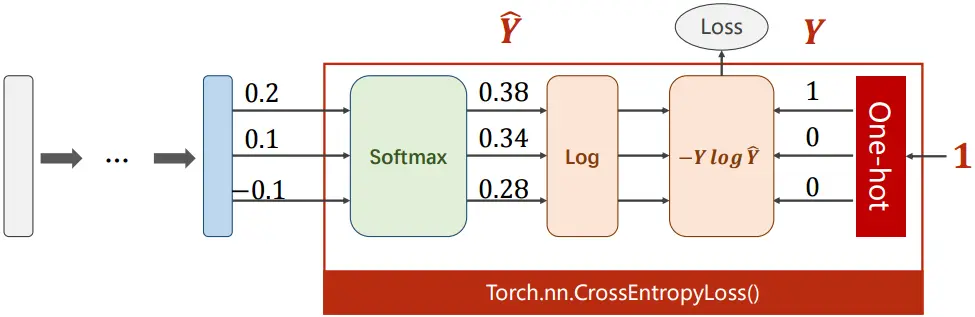 Ŷ
Loss
Y
0.2
0.38
1
0.1
Softmax
0.34
Log
−Y log Ŷ
0
One-hot
1
...
−0.1
0.28
0
Torch.nn.CrossEntropyLoss()